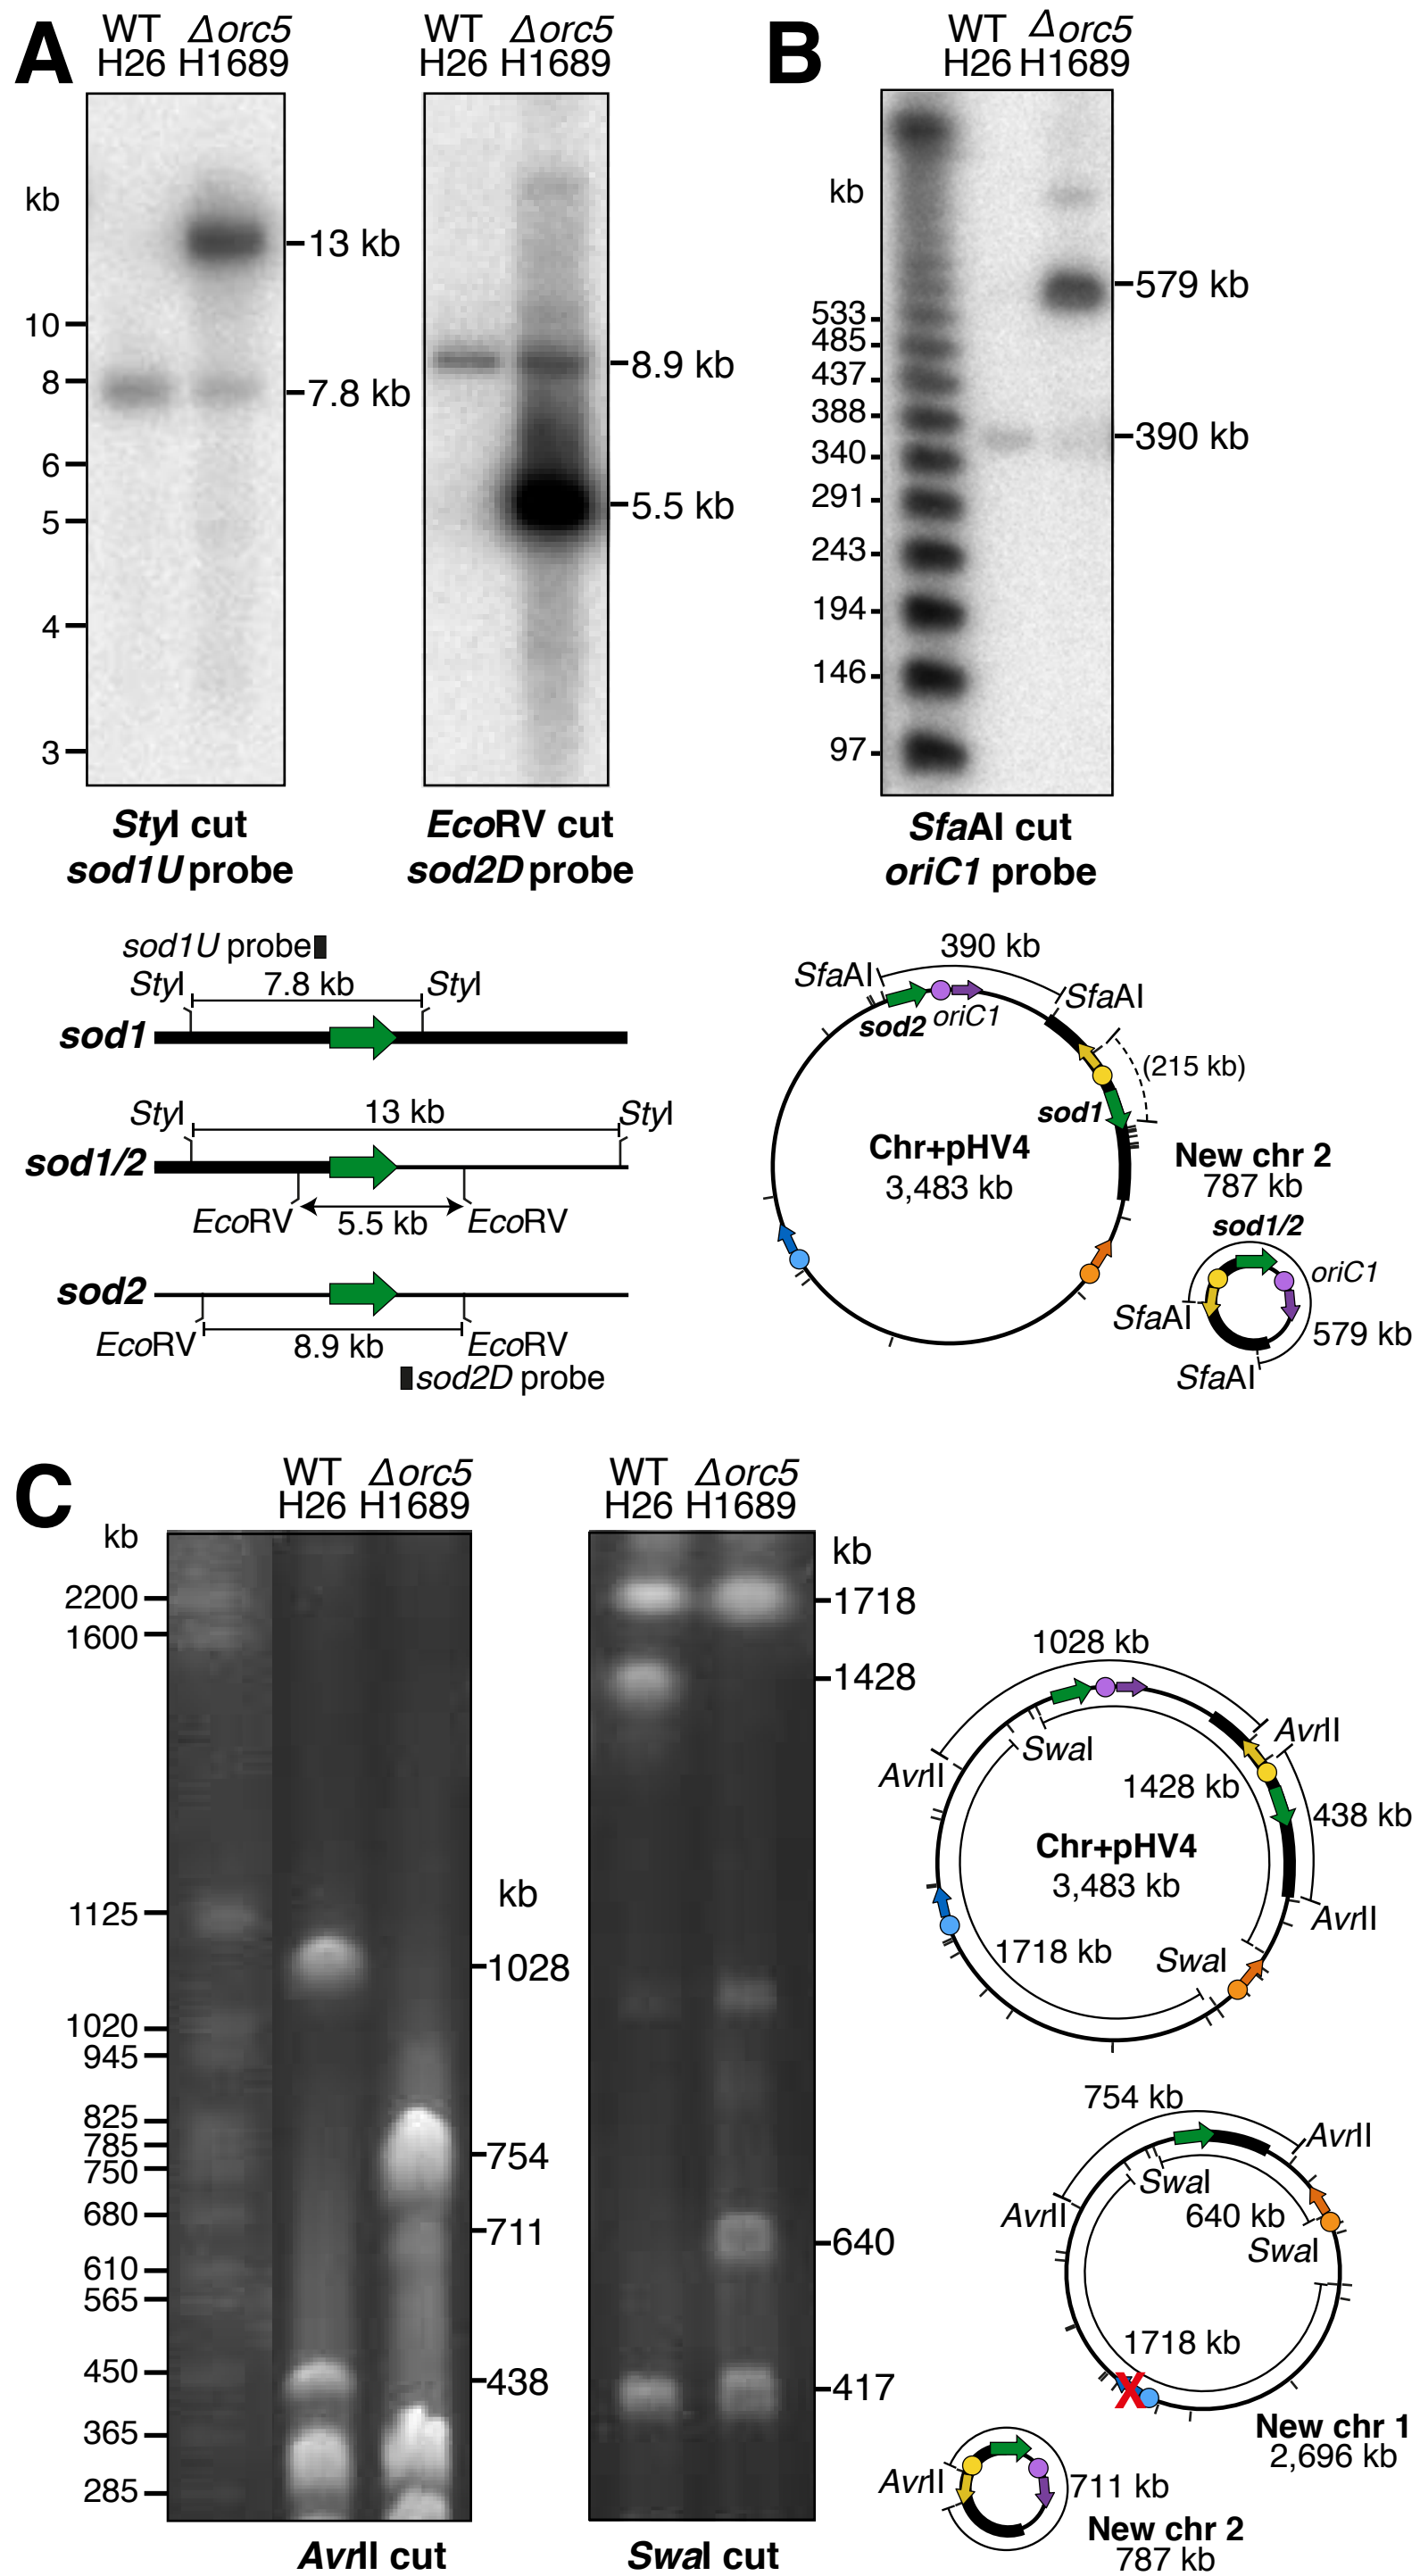 A
WT Δorc5
H26 H1689
kb
10
8
6
5
4
3
13 kb
7.8 kb
StyI cut
sod1U probe
WT Δorc5
H26 H1689
8.9 kb
5.5 kb
EcoRV cut
sod2D probe
B
WT Δorc5
H26 H1689
kb
533
485
437
388
340
291
243
194
146
97
579 kb
390 kb
SfaAI cut
oriC1 probe
sod1U probe
StyI 7.8 kb StyI
sod1
StyI 13 kb StyI
sod1/2
EcoRV 5.5 kb EcoRV
sod2
EcoRV 8.9 kb EcoRV
sod2D probe
390 kb
SfaAI
SfaAI
sod2 oriC1
(215 kb)
sod1
Chr+pHV4
3,483 kb
New chr 2
787 kb
sod1/2
oriC1
SfaAI
579 kb
SfaAI
C
WT Δorc5
H26 H1689
kb
2200
1600
1125
1020
945
825
785
750
680
610
565
450
365
285
kb
1028
754
711
438
AvrII cut
WT Δorc5
H26 H1689
kb
1718
1428
640
417
SwaI cut
1028 kb
AvrII
SwaI
AvrII
1428 kb
438 kb
Chr+pHV4
3,483 kb
AvrII
1718 kb
SwaI
754 kb
AvrII
SwaI
AvrII
640 kb
SwaI
1718 kb
X
New chr 1
2,696 kb
AvrII
711 kb
New chr 2
787 kb